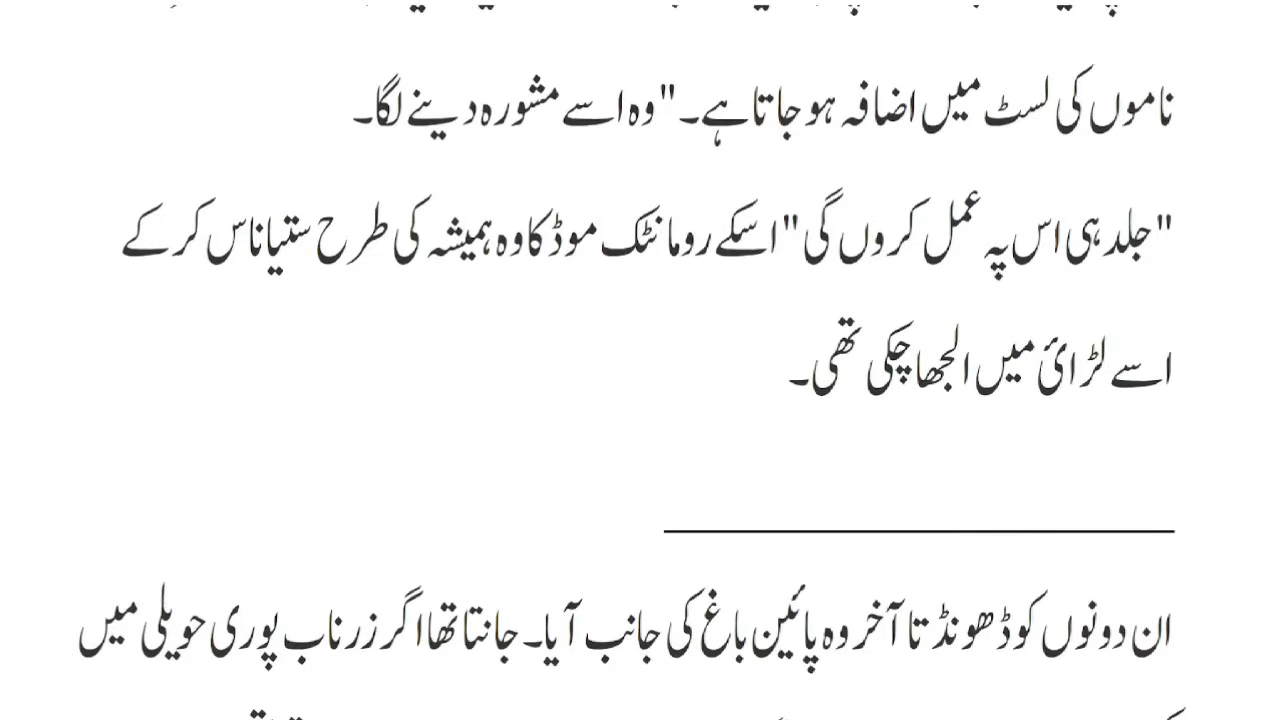 ناموں کی لسٹ میں اضافہ ہو جاتا ہے۔" وہ اسے مشورہ دینے لگا۔
"جلد ہی اس پہ عمل کروں گی" اسکے رومانٹک موڈ کا وہ ہمیشہ کی طرح ستیاناس کر کے
اسے لڑائ میں الجھا چکی تھی۔
ان دونوں کو ڈھونڈتا آخر وہ پائین باغ کی جانب آیا۔ جانتا تھا اگر زرناب پوری حویلی میں